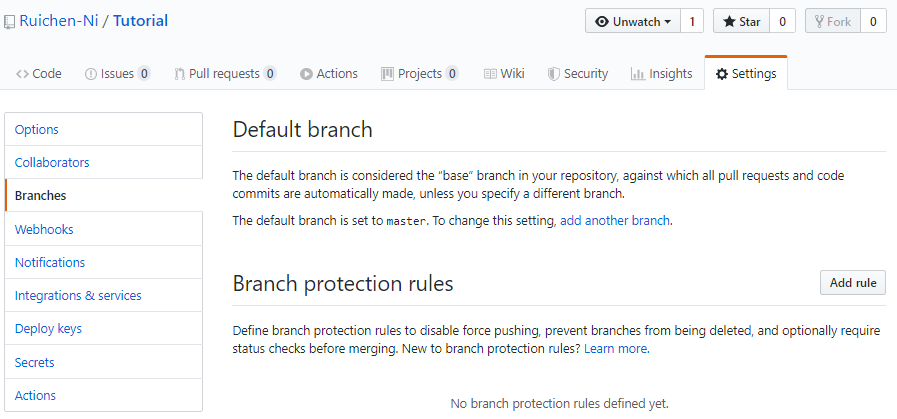 Ruichen-Ni / Tutorial
Unwatch 1 Star 0 Fork 0
Code Issues 0 Pull requests 0 Actions Projects 0 Wiki Security Insights Settings
Options
Collaborators
Branches
Webhooks
Notifications
Integrations & services
Deploy keys
Secrets
Actions
Default branch
The default branch is considered the “base” branch in your repository, against which all pull requests and code
commits are automatically made, unless you specify a different branch.
The default branch is set to master. To change this setting, add another branch.
Branch protection rules
Add rule
Define branch protection rules to disable force pushing, prevent branches from being deleted, and optionally require
status checks before merging. New to branch protection rules? Learn more.
No branch protection rules defined yet.